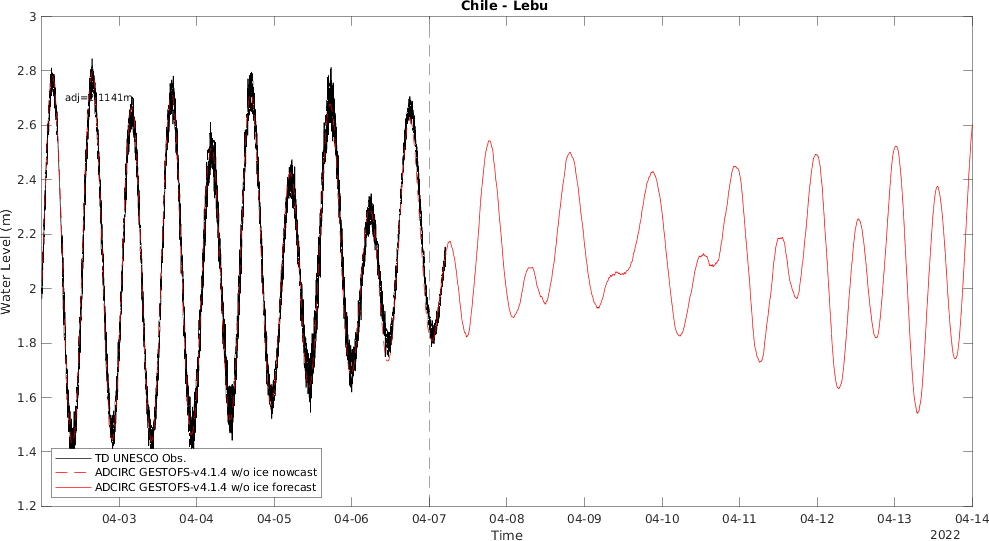 Chile - Lebu
3
2.8
2.6
2.4
2.2
2
1.8
1.6
1.4
1.2
Water Level (m)
TD UNESCO Obs.
ADCIRC GESTOFS-v4.1.4 w/o ice nowcast
ADCIRC GESTOFS-v4.1.4 w/o ice forecast
04-03 04-04 04-05 04-06 04-07 04-08 04-09 04-10 04-11 04-12 04-13 04-14
Time
2022